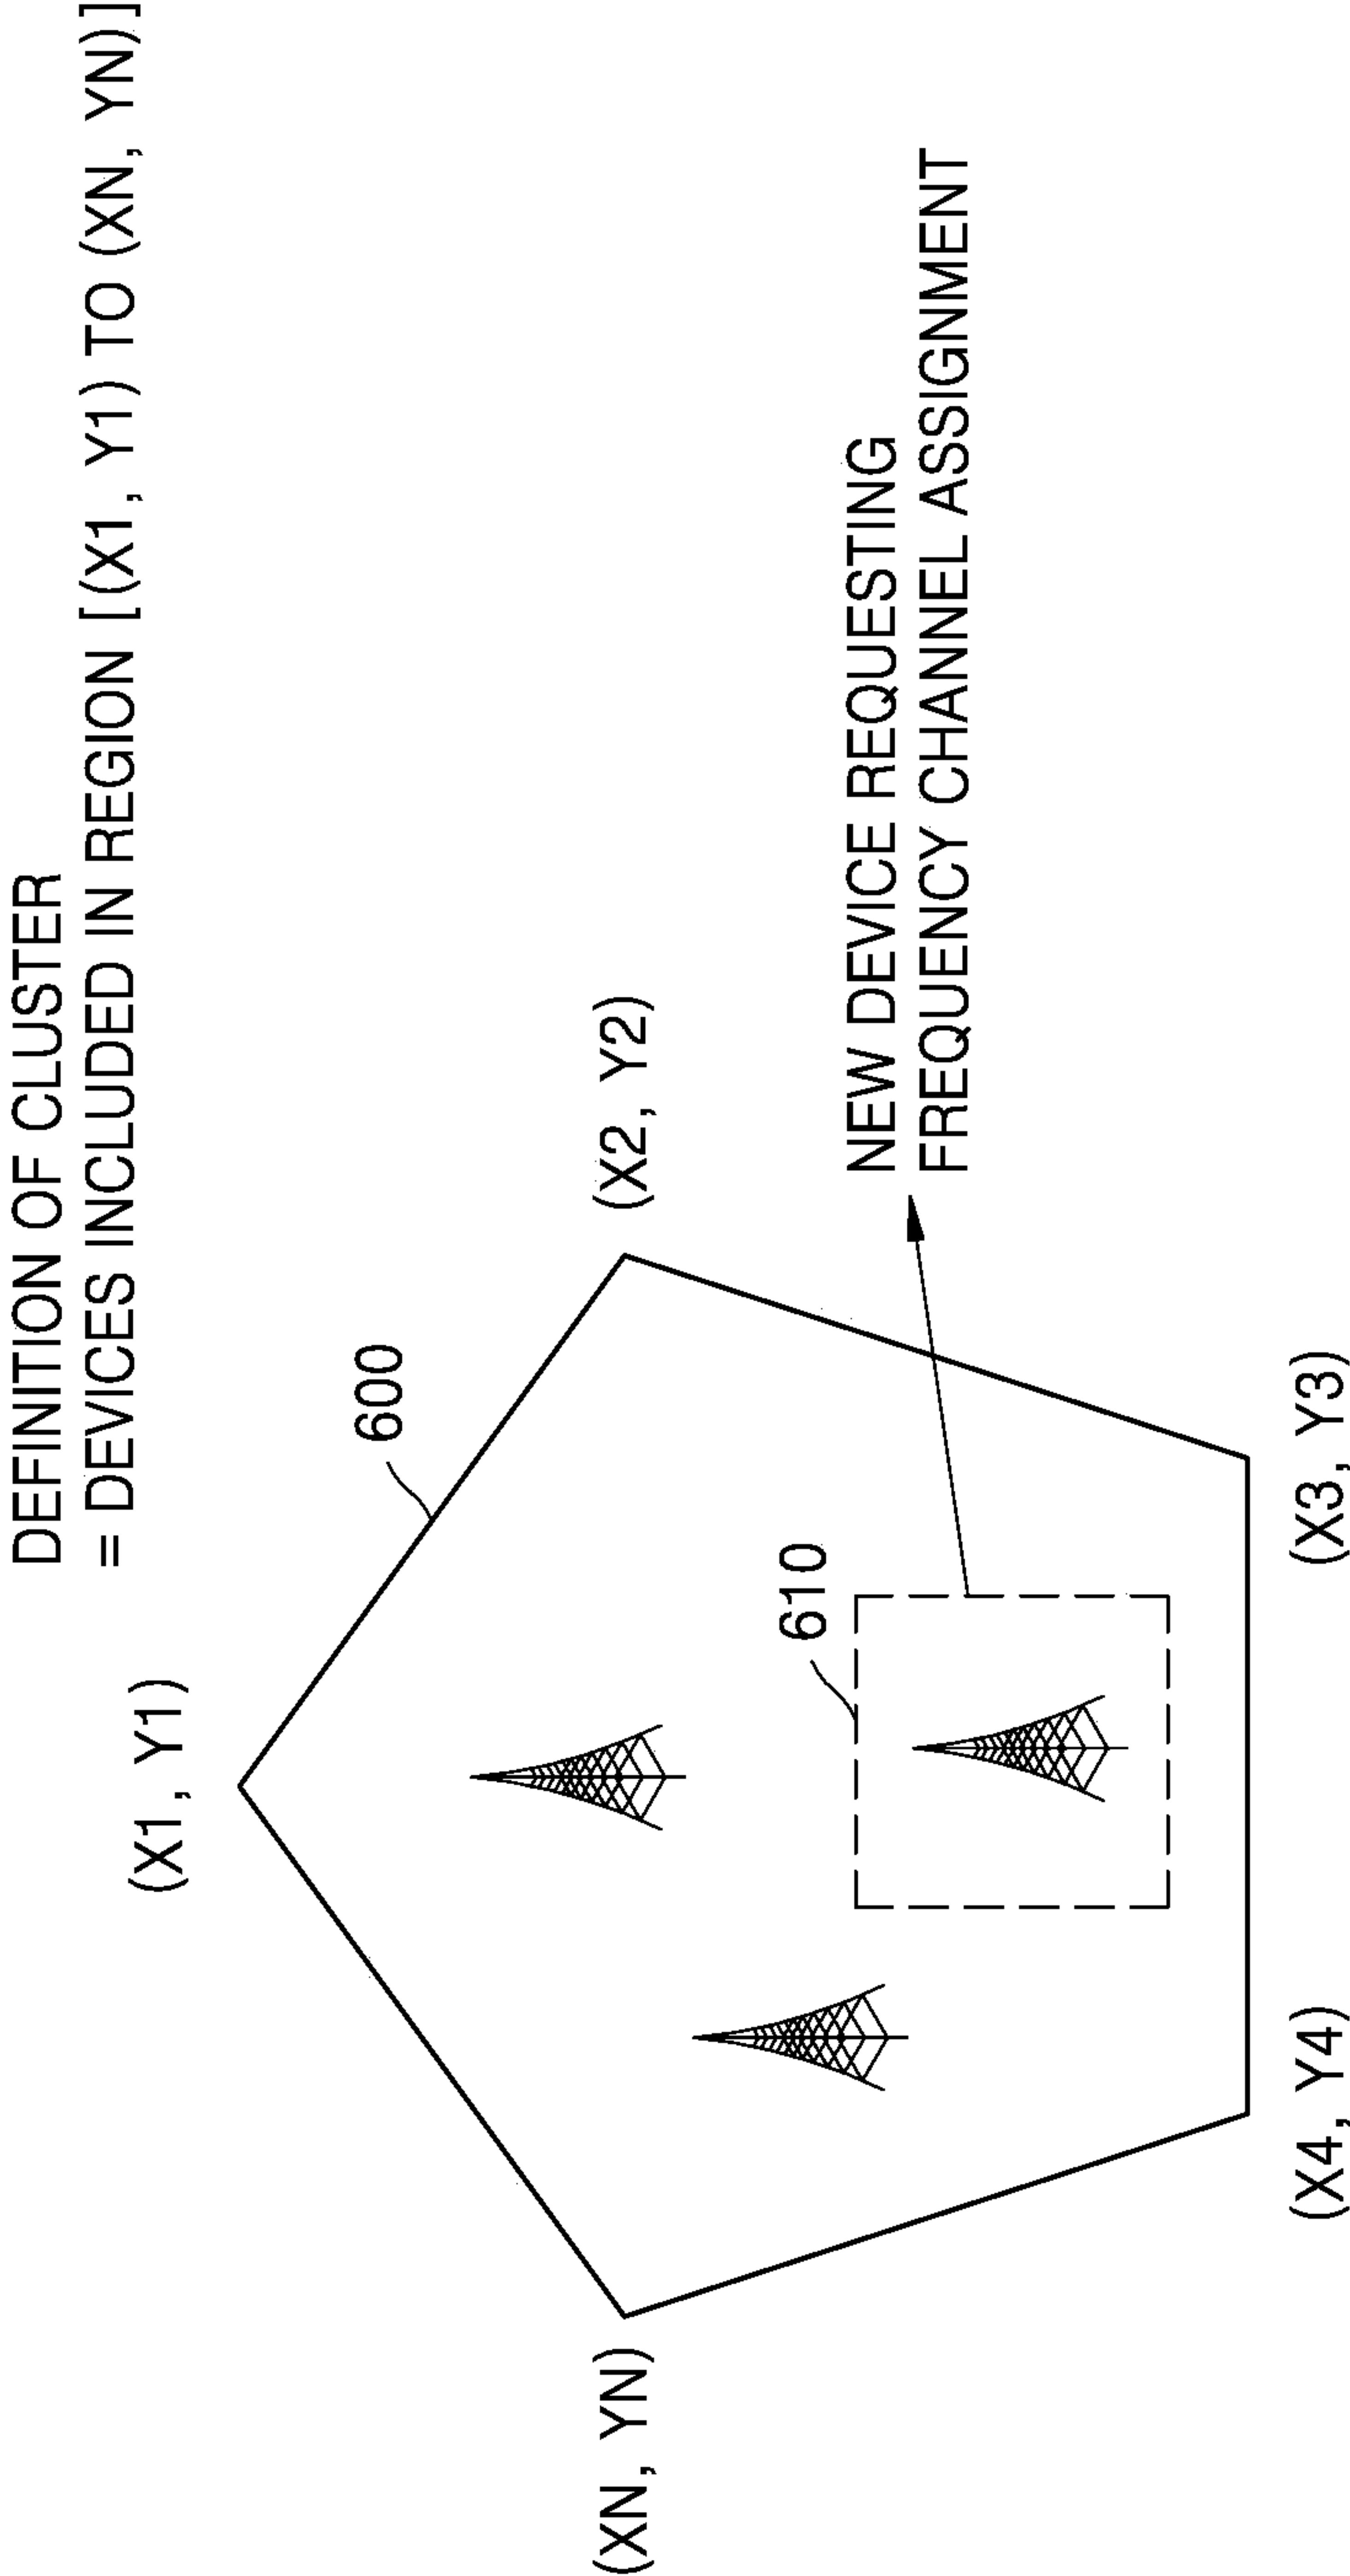 DEFINITION OF CLUSTER
= DEVICES INCLUDED IN REGION [(X1, Y1) TO (XN, YN)]
(X1, Y1)
600
(XN, YN)
(X2, Y2)
610
NEW DEVICE REQUESTING
FREQUENCY CHANNEL ASSIGNMENT
(X4, Y4)
(X3, Y3)